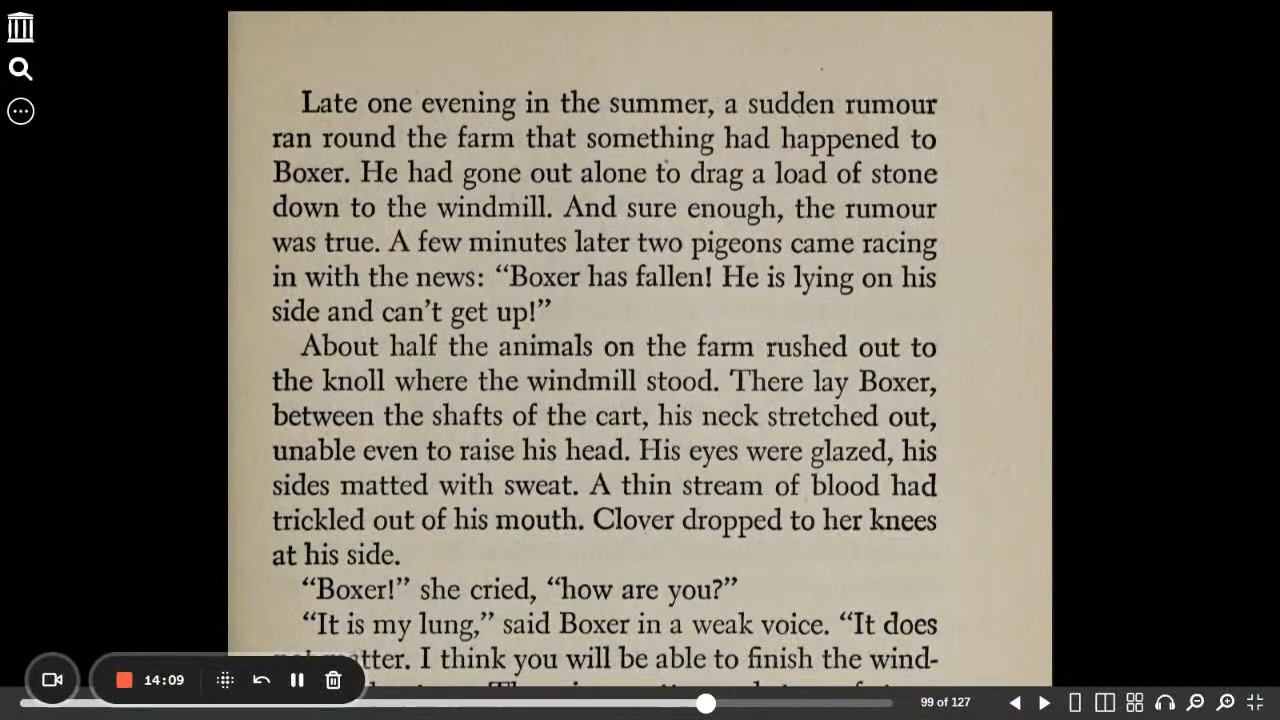 Late one evening in the summer, a sudden rumour
ran round the farm that something had happened to
Boxer. He had gone out alone to drag a load of stone
down to the windmill. And sure enough, the rumour
was true. A few minutes later two pigeons came racing
in with the news: “Boxer has fallen! He is lying on his
side and can’t get up!”
About half the animals on the farm rushed out to
the knoll where the windmill stood. There lay Boxer,
between the shafts of the cart, his neck stretched out,
unable even to raise his head. His eyes were glazed, his
sides matted with sweat. A thin stream of blood had
trickled out of his mouth. Clover dropped to her knees
at his side.
“Boxer!” she cried, “how are you?”
“It is my lung,” said Boxer in a weak voice. “It does
I think you will be able to finish the wind-
14:09
99 of 127